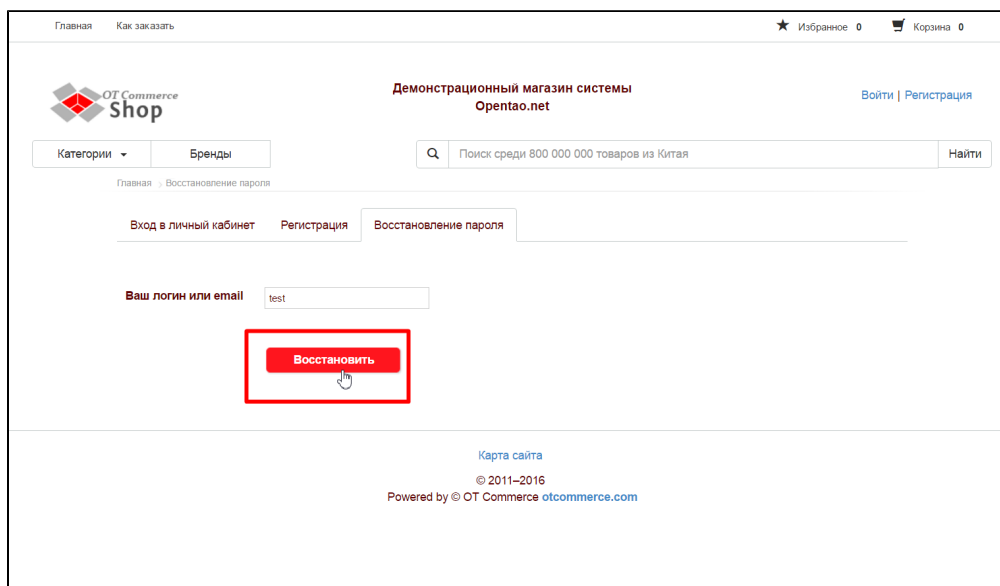 Главная Как заказать Избранное 0 Корзина 0
OT Commerce
Shop
Демонстрационный магазин системы
Opentao.net
Войти | Регистрация
Категории Бренды Поиск среди 800 000 000 товаров из Китая Найти
Главная > Восстановление пароля
Вход в личный кабинет Регистрация Восстановление пароля
Ваш логин или email test
Восстановить
Карта сайта
© 2011–2016
Powered by © OT Commerce otcommerce.com